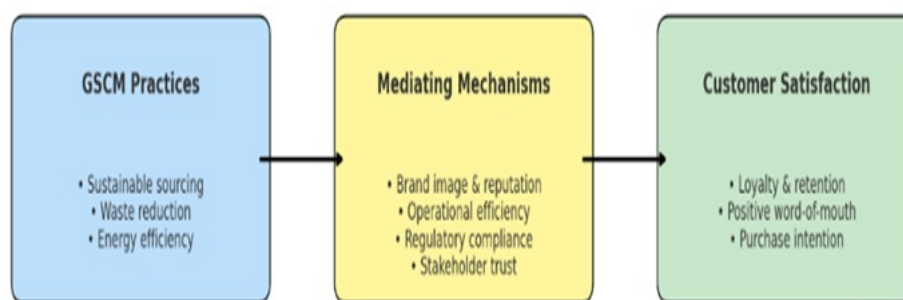 GSCM Practices
• Sustainable sourcing
• Waste reduction
• Energy efficiency
Mediating Mechanisms
• Brand image & reputation
• Operational efficiency
• Regulatory compliance
• Stakeholder trust
Customer Satisfaction
• Loyalty & retention
• Positive word-of-mouth
• Purchase intention